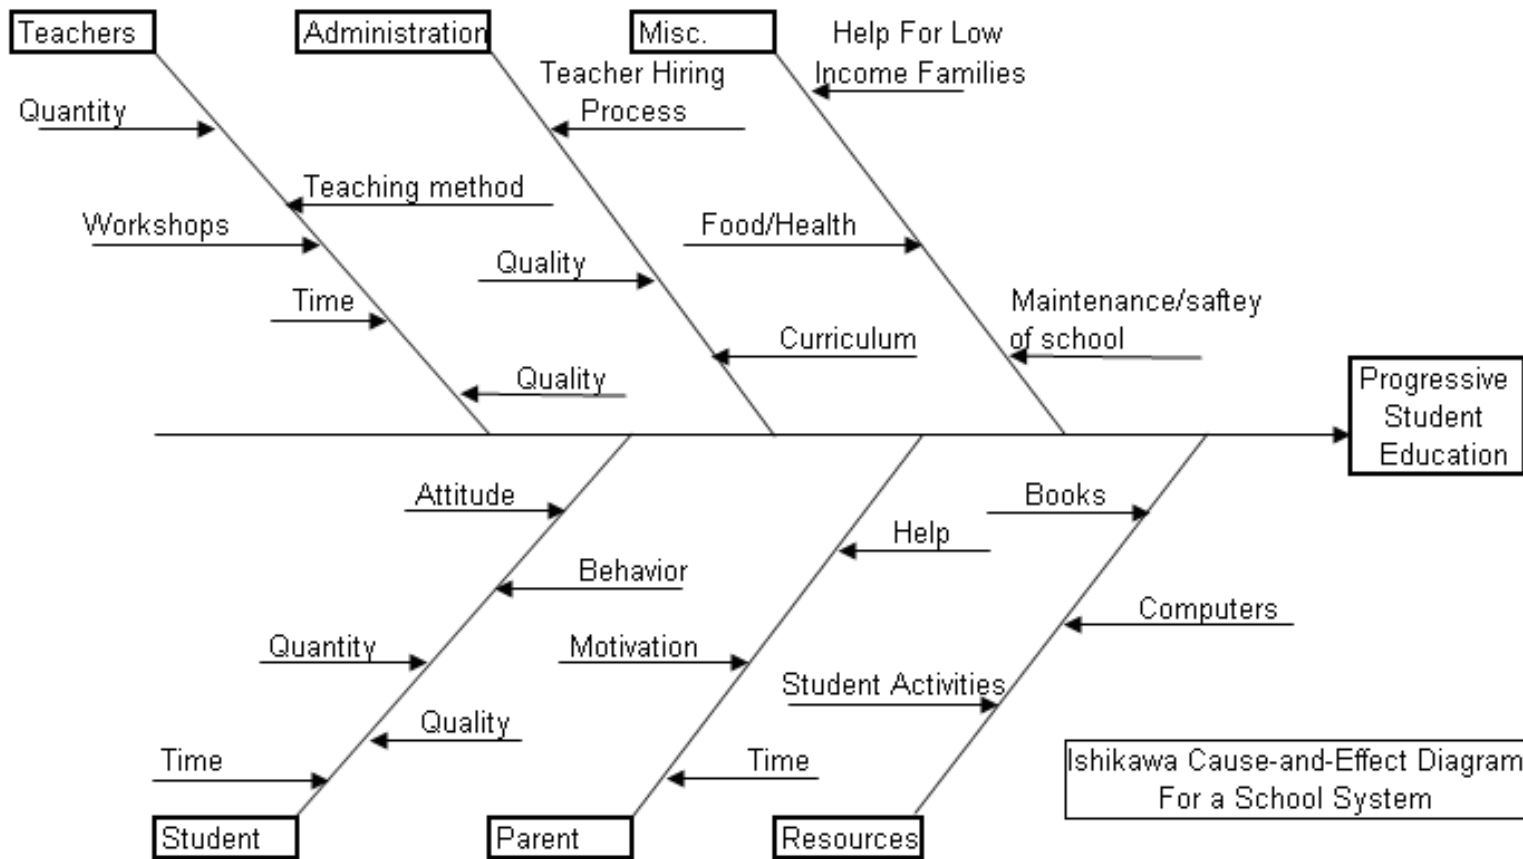 Teachers
Administration
Misc.
Help For Low
Income Families
Teacher Hiring
Process
Quantity
Teaching method
Workshops
Food/Health
Quality
Time
Maintenance/saftey
of school
Curriculum
Quality
Progressive
Student
Education
Attitude
Books
Help
Behavior
Computers
Quantity
Motivation
Student Activities
Quality
Time
Time
Ishikawa Cause-and-Effect Diagram
For a School System
Student
Parent
Resources